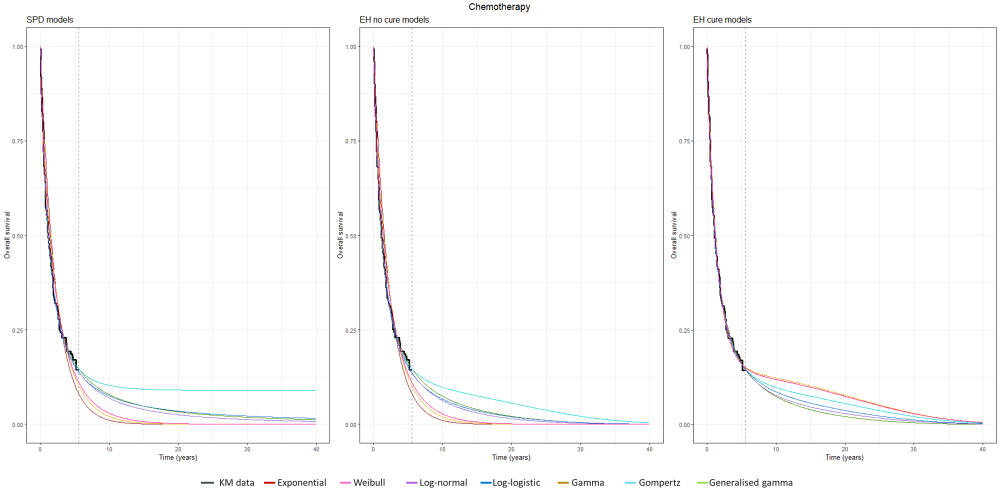 Chemotherapy
SPD models
EH no cure models
EH cure models
Overall survival
1.00
0.75
0.50
0.25
0.00
0 10 20 30 40
Time (years)
Overall survival
1.00
0.75
0.50
0.25
0.00
0 10 20 30 40
Time (years)
Overall survival
1.00
0.75
0.50
0.25
0.00
0 10 20 30 40
Time (years)
KM data Exponential Weibull Log-normal Log-logistic Gamma Gompertz Generalised gamma